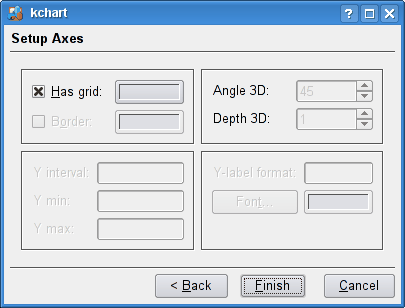 kchart
Setup Axes
Has grid:
Border:
Angle 3D: 45
Depth 3D: 1
Y interval:
Y min:
Y max:
Y-label format:
Font...
< Back Finish Cancel